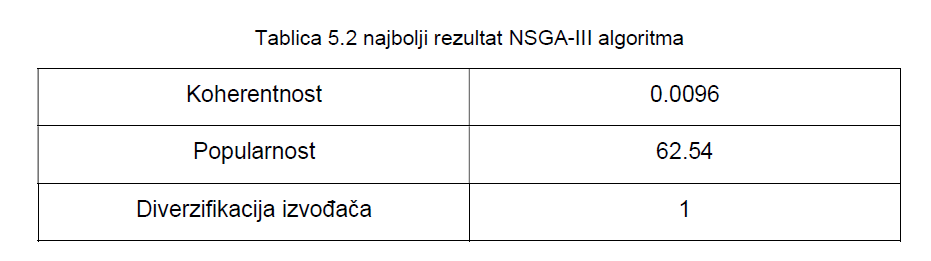 Tablica 5.2 najbolji rezultat NSGA-III algoritma
Koherentnost 0.0096
Popularnost 62.54
Diverzifikacija izvođača 1